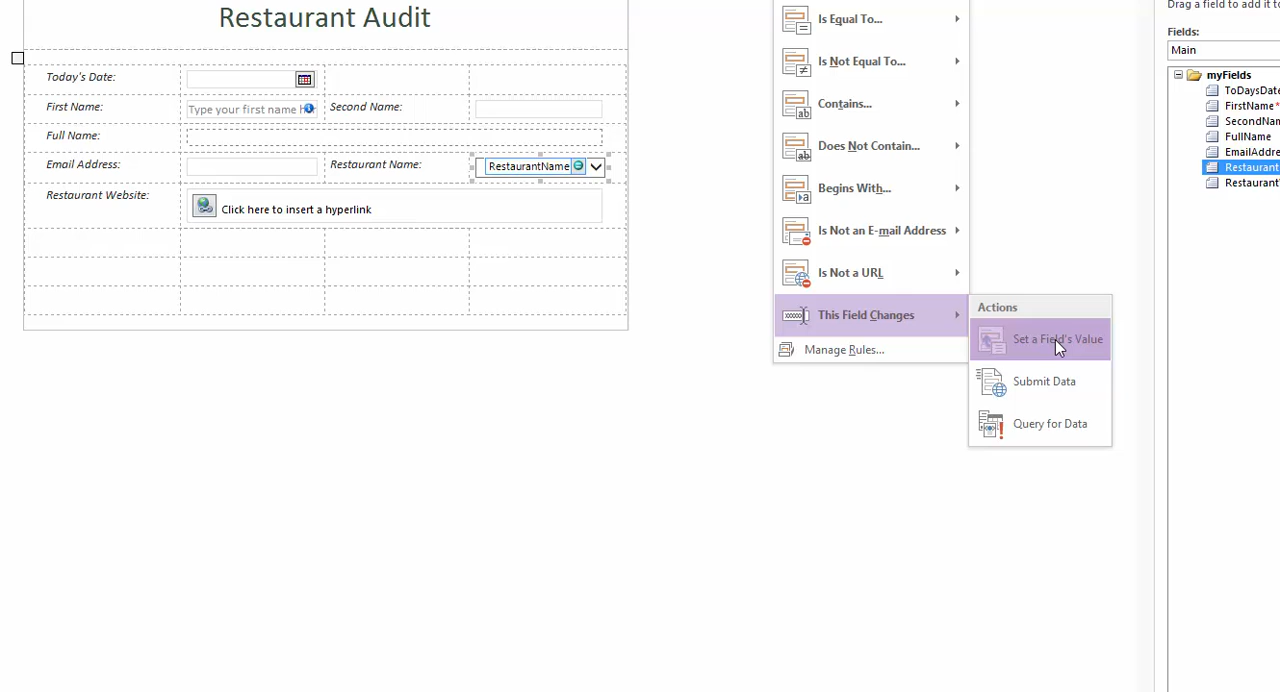 Restaurant Audit
Today's Date:
First Name:
Type your first name h
Second Name:
Full Name:
Email Address:
Restaurant Name:
RestaurantName
Restaurant Website:
Click here to insert a hyperlink
Is Equal To...
Is Not Equal To...
Contains...
Does Not Contain...
Begins With...
Is Not an E-mail Address
Is Not a URL
This Field Changes
Manage Rules...
Actions
Set a Field's Value
Submit Data
Query for Data
Drag a field to add it to
Fields:
Main
myFields
ToDaysDate
FirstName*
SecondNam
FullName
EmailAddre
Restaurant
Restaurant